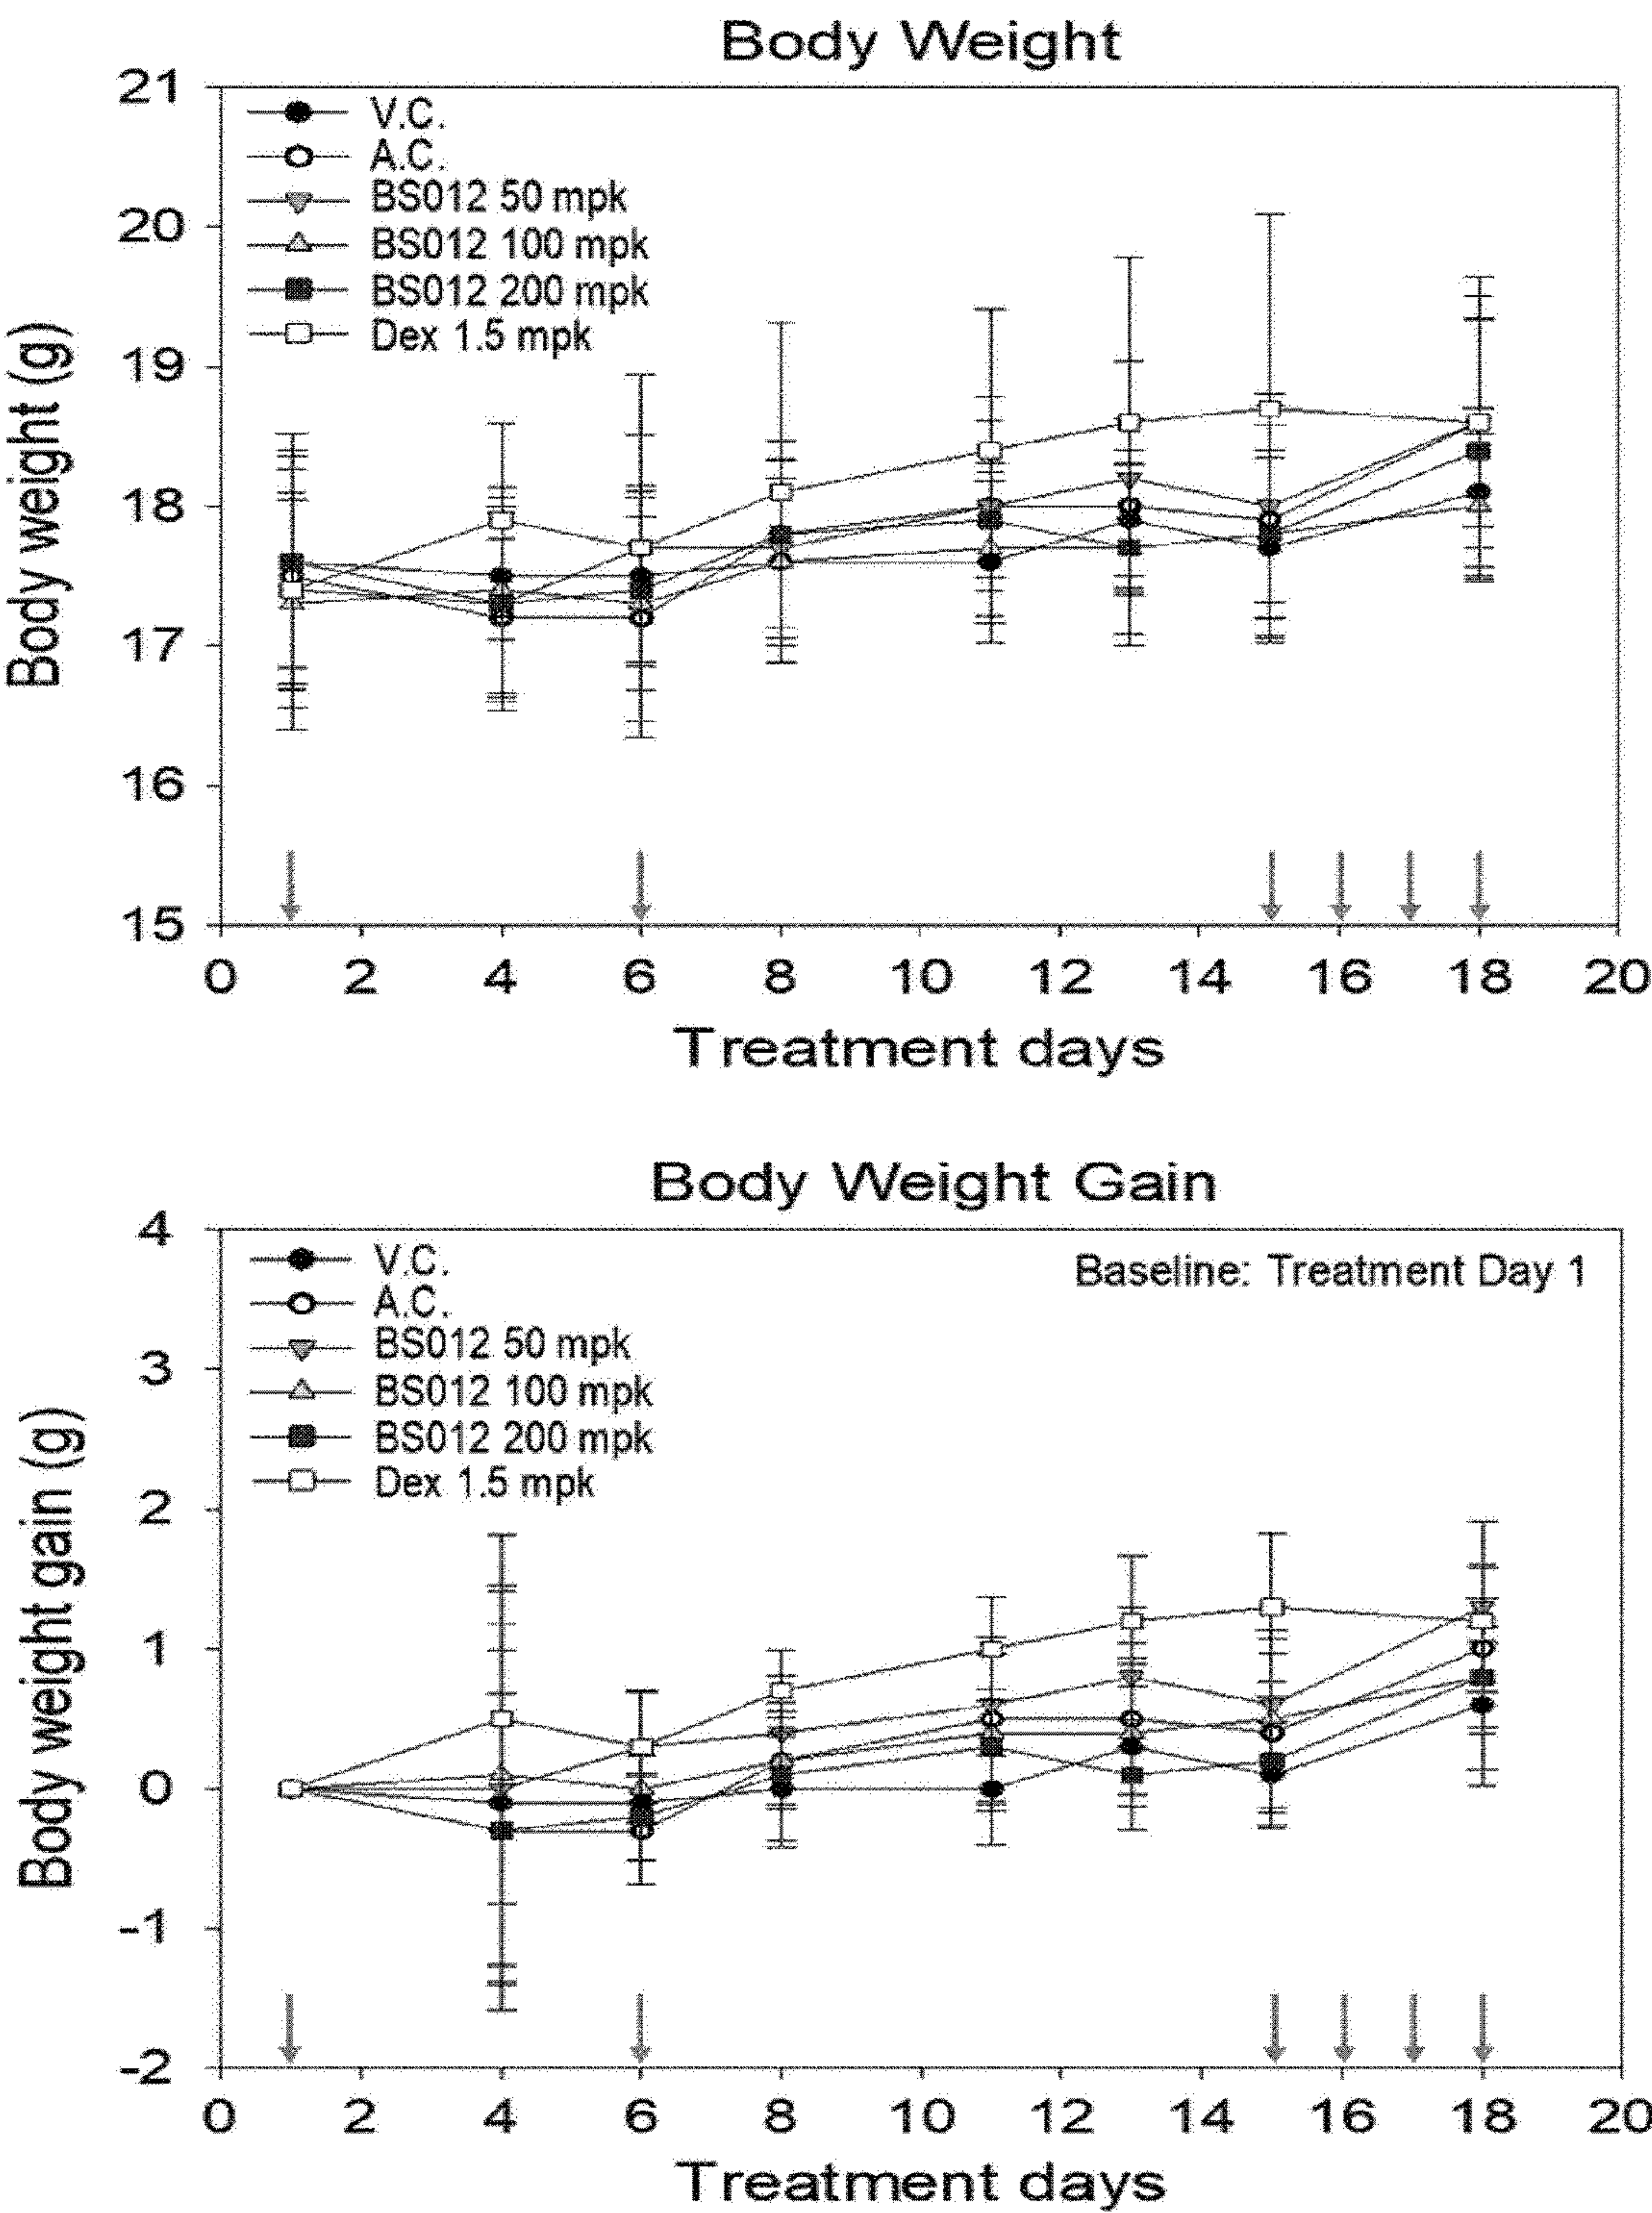 Body Weight
21
20
19
18
17
16
15
Body weight (g)
V.C.
A.C.
BS012 50 mpk
BS012 100 mpk
BS012 200 mpk
Dex 1.5 mpk
0 2 4 6 8 10 12 14 16 18 20
Treatment days
Body Weight Gain
4
3
2
1
0
-1
-2
Body weight gain (g)
V.C.
A.C.
BS012 50 mpk
BS012 100 mpk
BS012 200 mpk
Dex 1.5 mpk
Baseline: Treatment Day 1
0 2 4 6 8 10 12 14 16 18 20
Treatment days